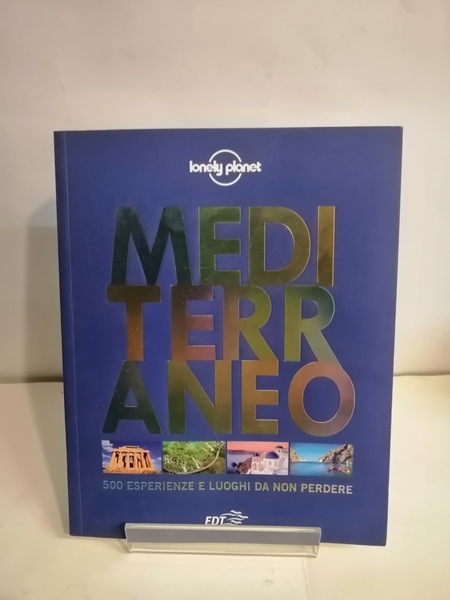 lonely planet
MEDI
TERR
ANEO
500 ESPERIENZE E LUOGHI DA NON PERDERE
EDT